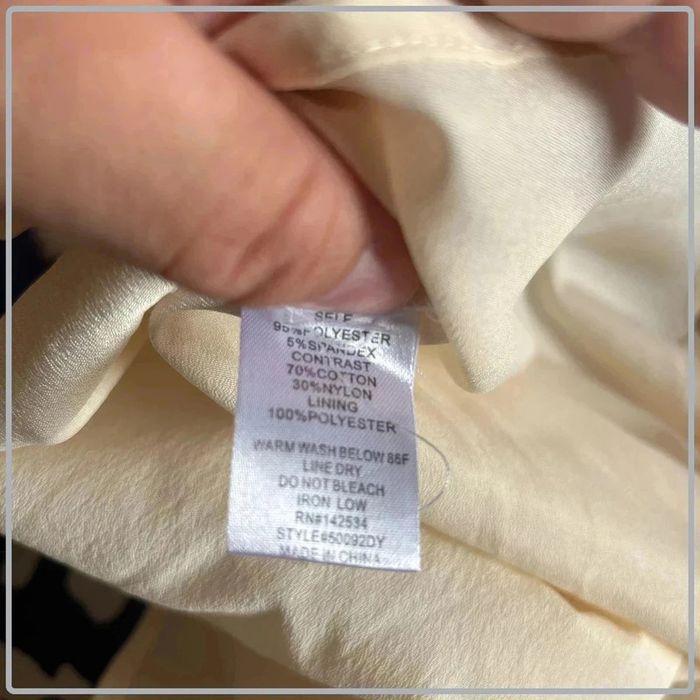 SELF
95%POLYESTER
5%SPANDEX
CONTRAST
70%COTTON
30%NYLON
LINING
100%POLYESTER
WARM WASH BELOW 86F
LINE DRY
DO NOT BLEACH
IRON LOW
RN#142534
STYLE#50092DY
MADE IN CHINA